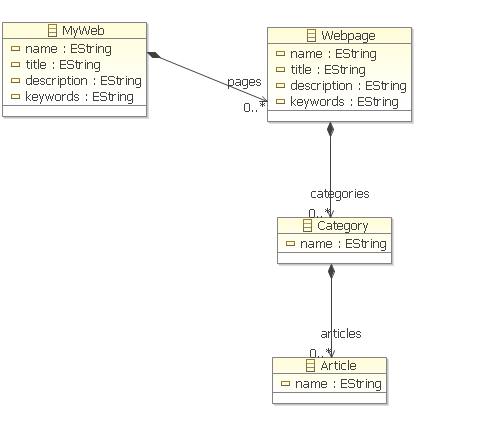 MyWeb
name : EString
title : EString
description : EString
keywords : EString
Webpage
name : EString
title : EString
description : EString
keywords : EString
pages
0..*
categories
0..*
Category
name : EString
articles
0..*
Article
name : EString